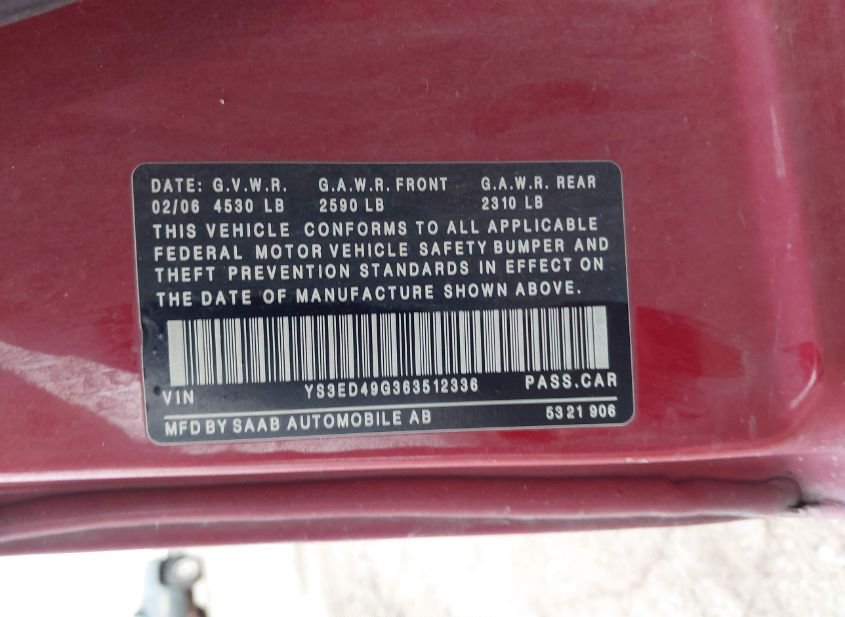 DATE: G.V.W.R. G.A.W.R. FRONT G.A.W.R. REAR
02/06 4530 LB 2590 LB 2310 LB
THIS VEHICLE CONFORMS TO ALL APPLICABLE
FEDERAL MOTOR VEHICLE SAFETY BUMPER AND
THEFT PREVENTION STANDARDS IN EFFECT ON
THE DATE OF MANUFACTURE SHOWN ABOVE.
VIN YS3ED49G363512336 PASS.CAR
MFD BY SAAB AUTOMOBILE AB 5321 906